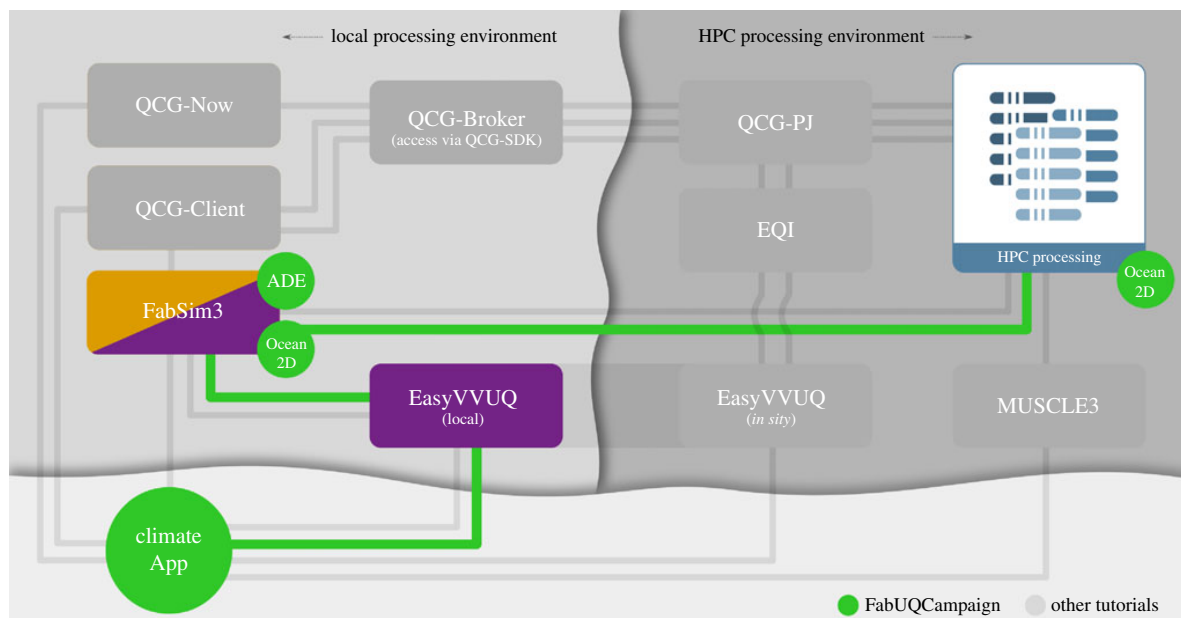 local processing environment
HPC processing environment
QCG-Now
QCG-Broker
(access via QCG-SDK)
QCG-PJ
QCG-Client
EQI
HPC processing
ADE
Ocean
2D
FabSim3
Ocean
2D
EasyVVUQ
(local)
EasyVVUQ
(in sity)
MUSCLE3
climate
App
FabUQCampaign
other tutorials